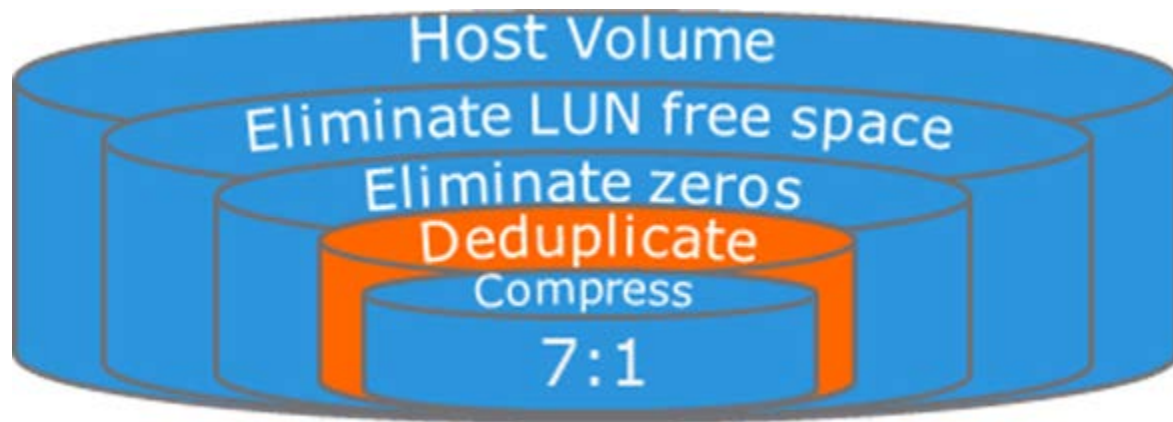 Host Volume
Eliminate LUN free space
Eliminate zeros
Deduplicate
Compress
7:1